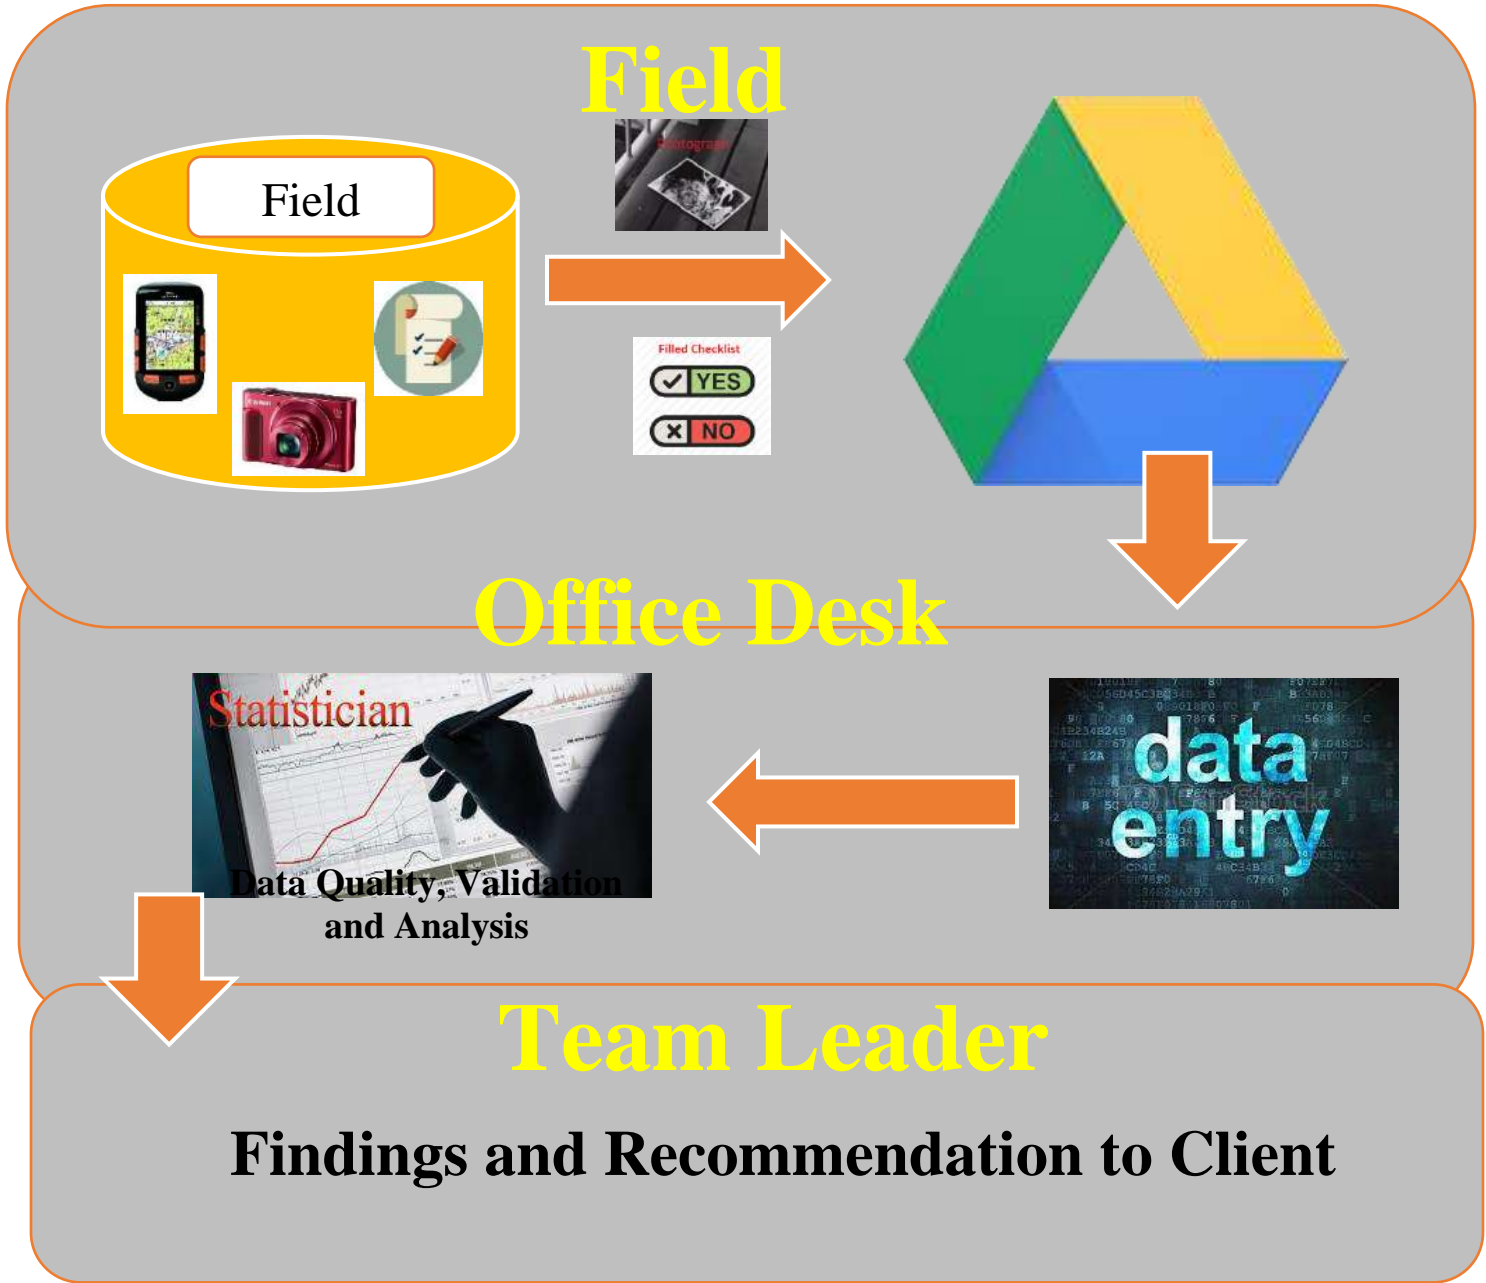 Field
Field
Photograph
Filled Checklist
YES
NO
Office Desk
Statistician
data
entry
Data Quality, Validation
and Analysis
Team Leader
Findings and Recommendation to Client